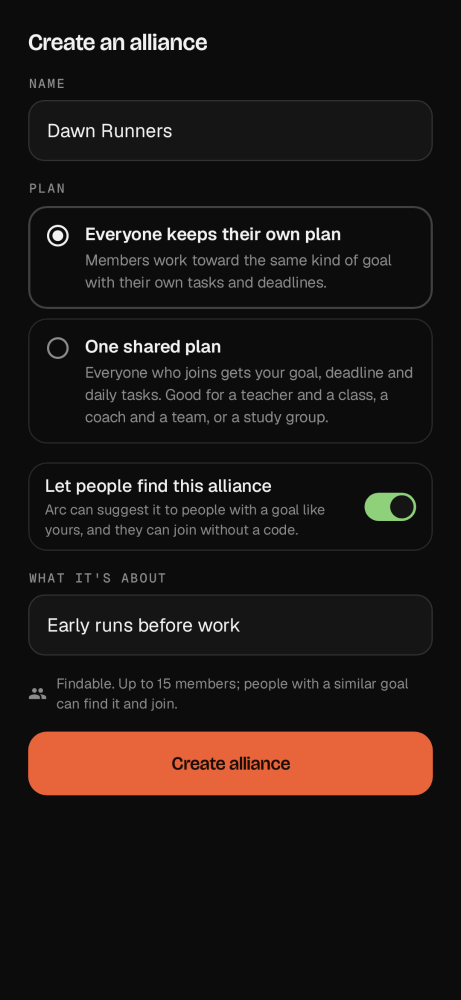 Create an alliance
NAME
Dawn Runners
PLAN
Everyone keeps their own plan
Members work toward the same kind of goal
with their own tasks and deadlines.
One shared plan
Everyone who joins gets your goal, deadline and
daily tasks. Good for a teacher and a class, a
coach and a team, or a study group.
Let people find this alliance
Arc can suggest it to people with a goal like
yours, and they can join without a code.
WHAT IT'S ABOUT
Early runs before work
Findable. Up to 15 members; people with a similar goal
can find it and join.
Create alliance